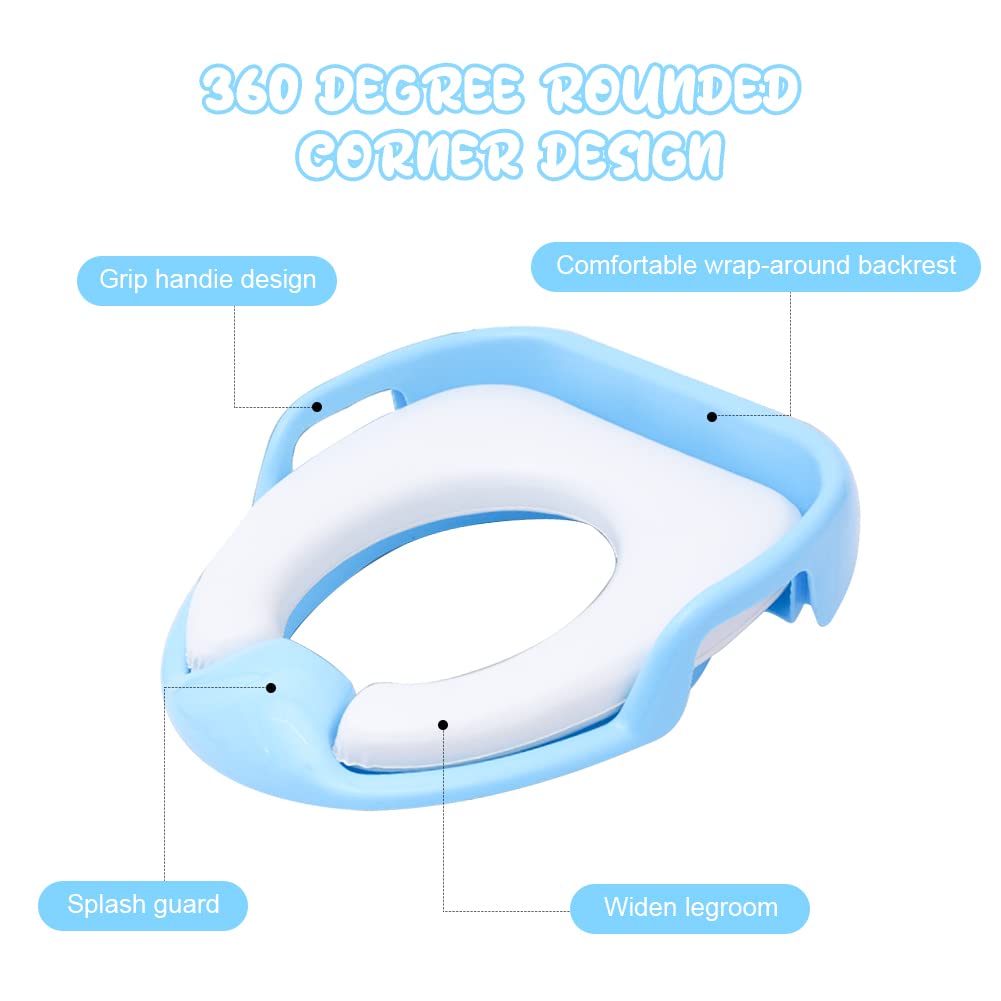 360 DEGREE ROUNDED
CORNER DESIGN
Grip handie design
Comfortable wrap-around backrest
Splash guard
Widen legroom